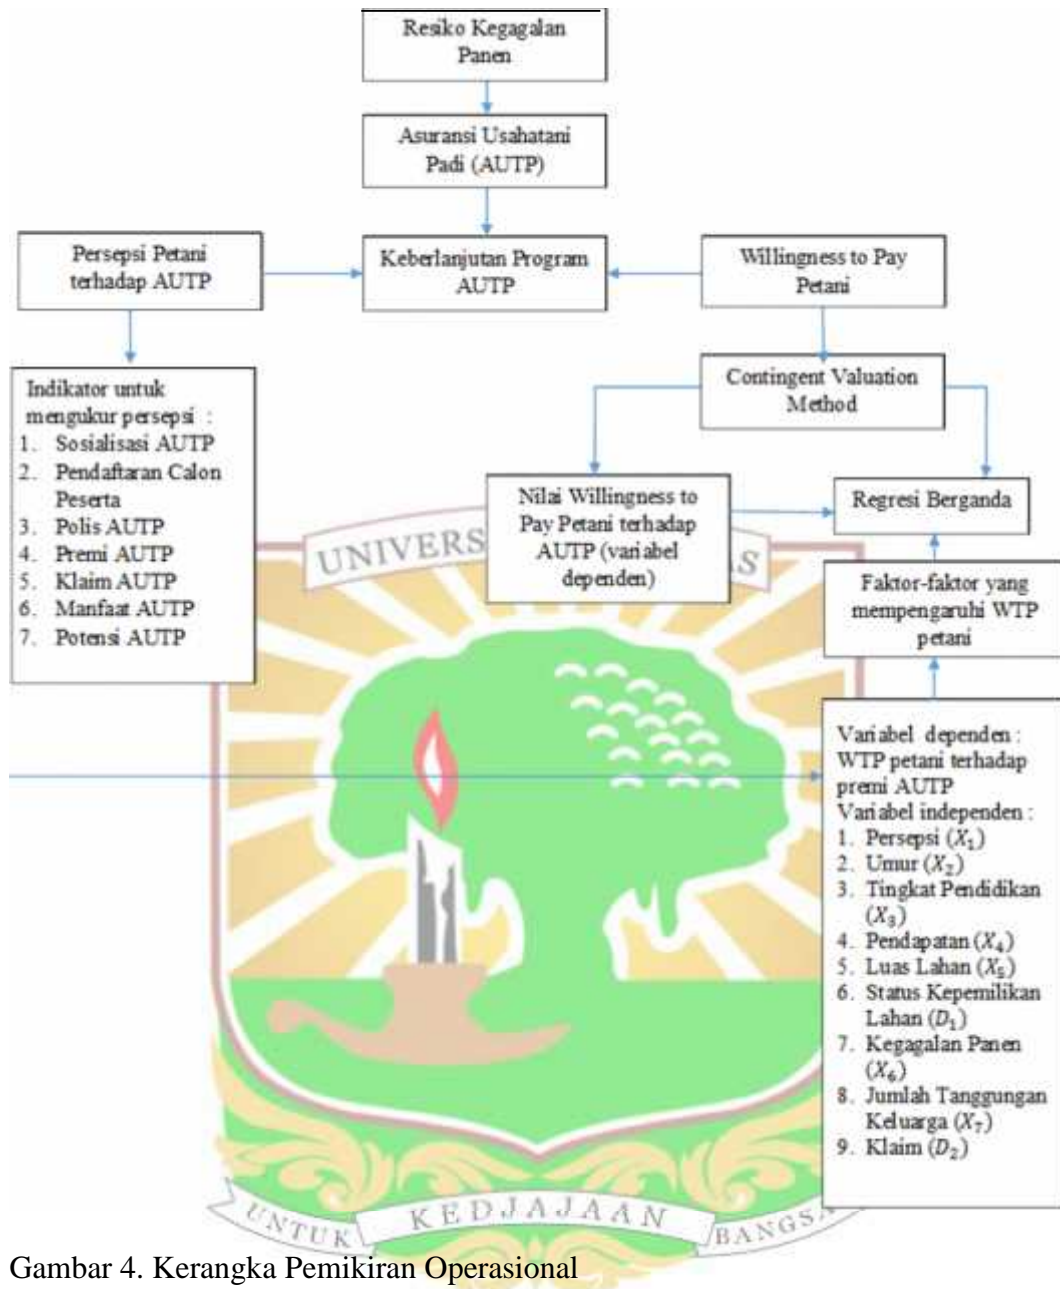 Resiko Kegagalan
Panen
Asuransi Usahatani
Padi (AUTP)
Persepsi Petani
terhadap AUTP
Keberlanjutan Program
AUTP
Willingness to Pay
Petani
Contingent Valuation
Method
Indikator untuk
mengukur persepsi :
1. Sosialisasi AUTP
2. Pendaftaran Calon
Peserta
3. Polis AUTP
4. Premi AUTP
5. Klaim AUTP
6. Manfaat AUTP
7. Potensi AUTP
Nilai Willingness to
Pay Petani terhadap
AUTP (variabel
dependen)
Regresi Berganda
Faktor-faktor yang
mempengaruhi WTP
petani
Variabel dependen :
WTP petani terhadap
premi AUTP
Variabel independen :
1. Persepsi (X₁)
2. Umur (X₂)
3. Tingkat Pendidikan
(X₃)
4. Pendapatan (X₄)
5. Luas Lahan (X₅)
6. Status Kepemilikan
Lahan (D₁)
7. Kegagalan Panen
(X₆)
8. Jumlah Tanggungan
Keluarga (X₇)
9. Klaim (D₂)
UNIVERS
AS
UNTUK KEDJAJAAN BANGSA
Gambar 4. Kerangka Pemikiran Operasional